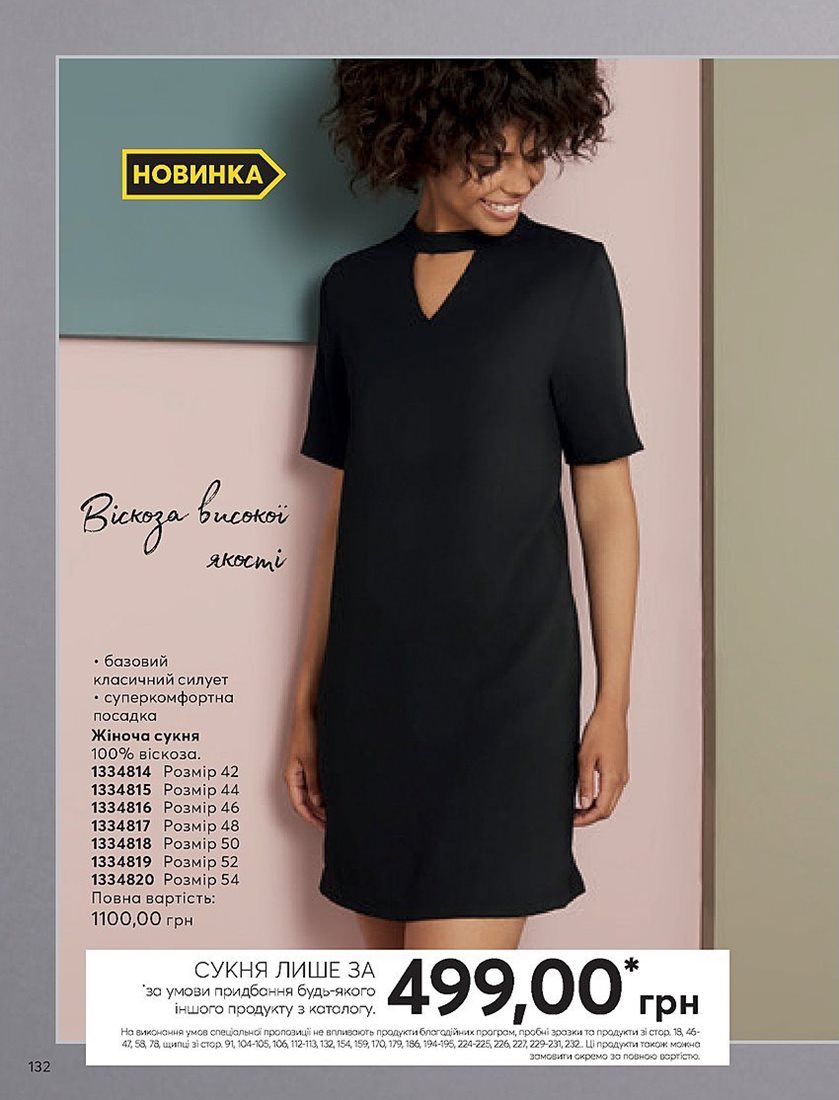 НОВИНКА
Віскоза високої
якості
• базовий
класичний силует
• суперкомфортна
посадка
Жіноча сукня
100% віскоза.
1334814 Розмір 42
1334815 Розмір 44
1334816 Розмір 46
1334817 Розмір 48
1334818 Розмір 50
1334819 Розмір 52
1334820 Розмір 54
Повна вартість:
1100,00 грн
СУКНЯ ЛИШЕ ЗА
*за умови придбання будь-якого
іншого продукту з каталогу.
499,00* грн
На виконання умов спеціальної пропозиції не впливають продукти благодійних програм, пробні зразки та продукти зі стор. 18, 46-
47, 58, 78, щипці зі стор. 91, 104-105, 106, 112-113, 132, 154, 159, 170, 179, 186, 194-195, 224-225, 226, 227, 229-231, 232.. Ці продукти також можна
замовити окремо за повною вартістю.
132